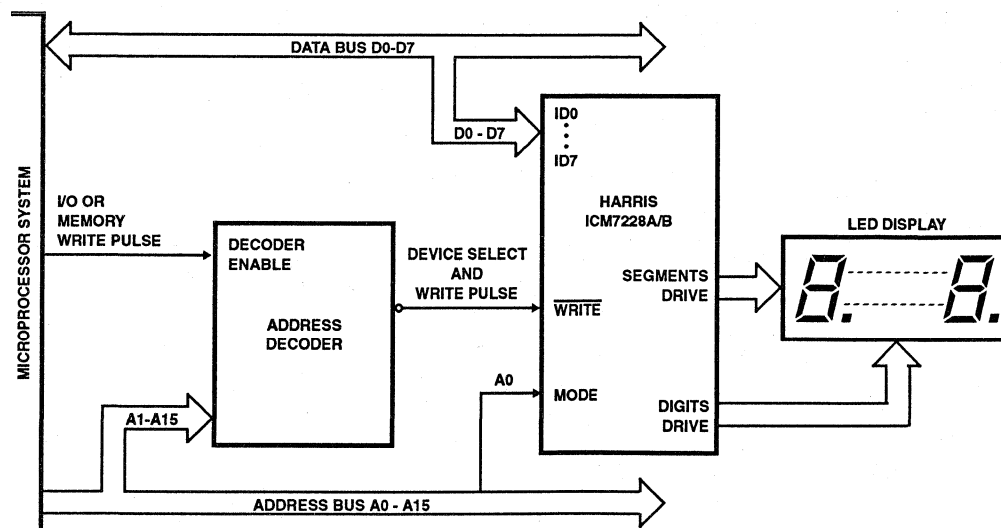 DATA BUS D0-D7
D0 - D7
ID0
ID7
HARRIS
ICM7228A/B
MICROPROCESSOR SYSTEM
I/O OR
MEMORY
WRITE PULSE
DECODER
ENABLE
ADDRESS
DECODER
DEVICE SELECT
AND
WRITE PULSE
WRITE
SEGMENTS
DRIVE
LED DISPLAY
8. 8.
A0
MODE
DIGITS
DRIVE
A1-A15
ADDRESS BUS A0 - A15